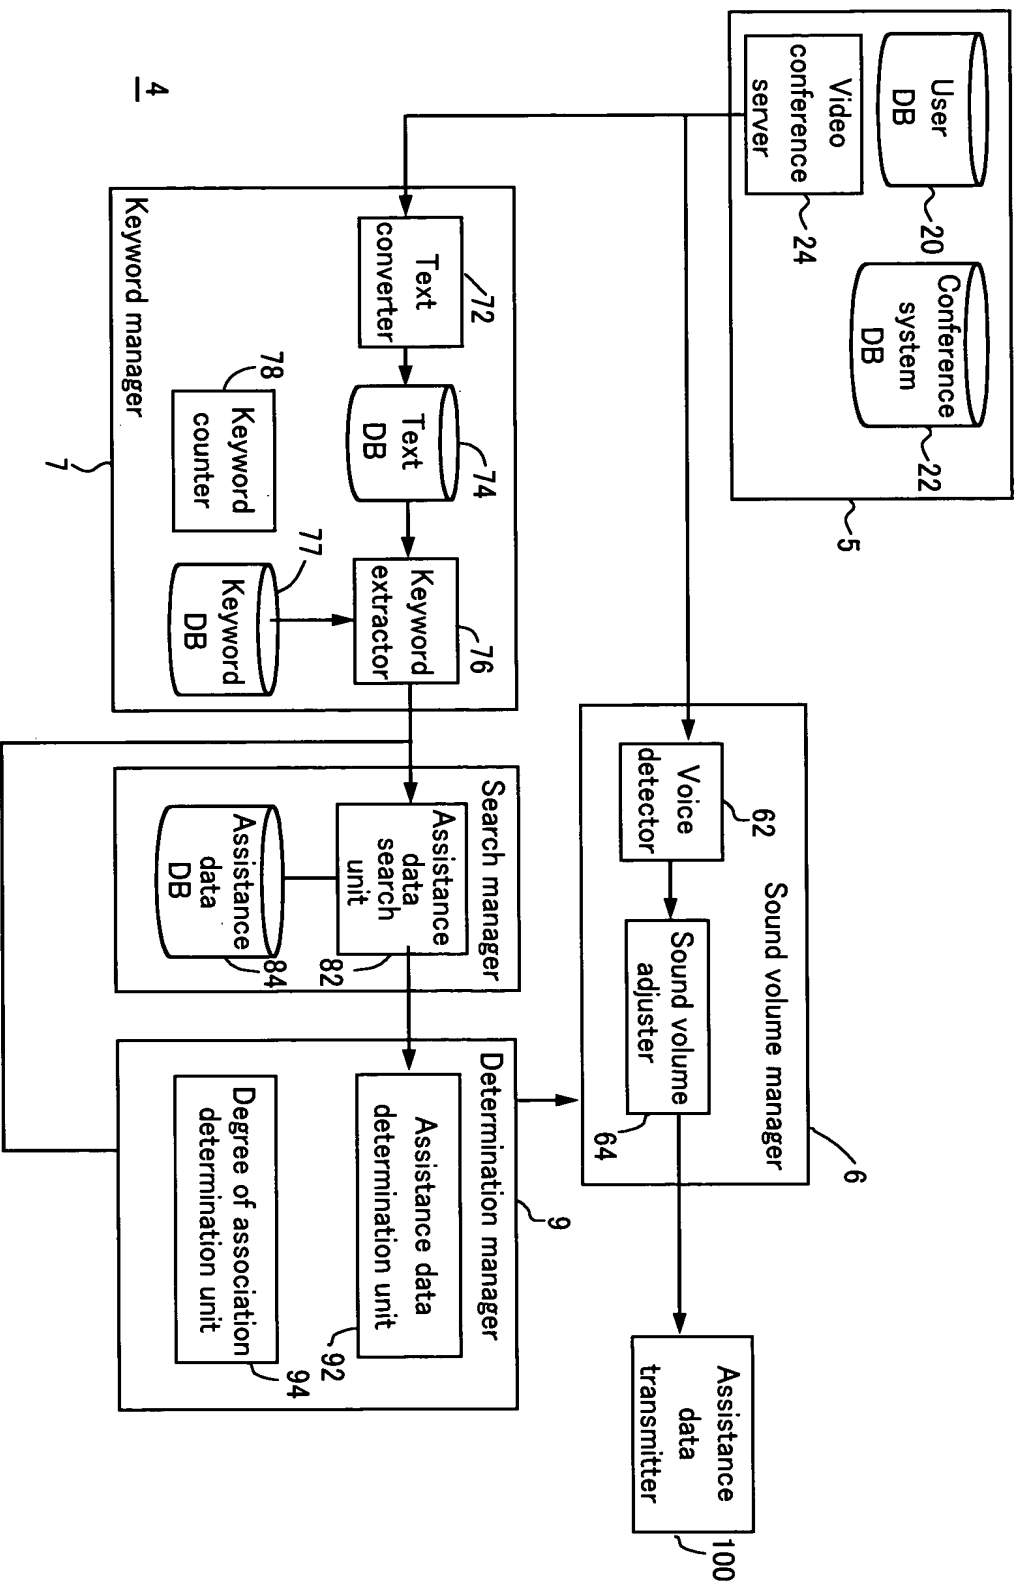 User
DB
20
Video
conference
server
24
Conference
system
DB
22
5
Sound volume manager
6
Voice
detector
62
Sound volume
adjuster
64
Assistance
data
transmitter
100
4
Keyword manager
7
Text
converter
72
Text
DB
74
Keyword
extractor
76
Keyword
counter
78
Keyword
DB
77
Search manager
Assistance
data
search
unit
82
Assistance
data
DB
84
Determination manager
9
Assistance data
determination unit
92
Degree of association
determination unit
94